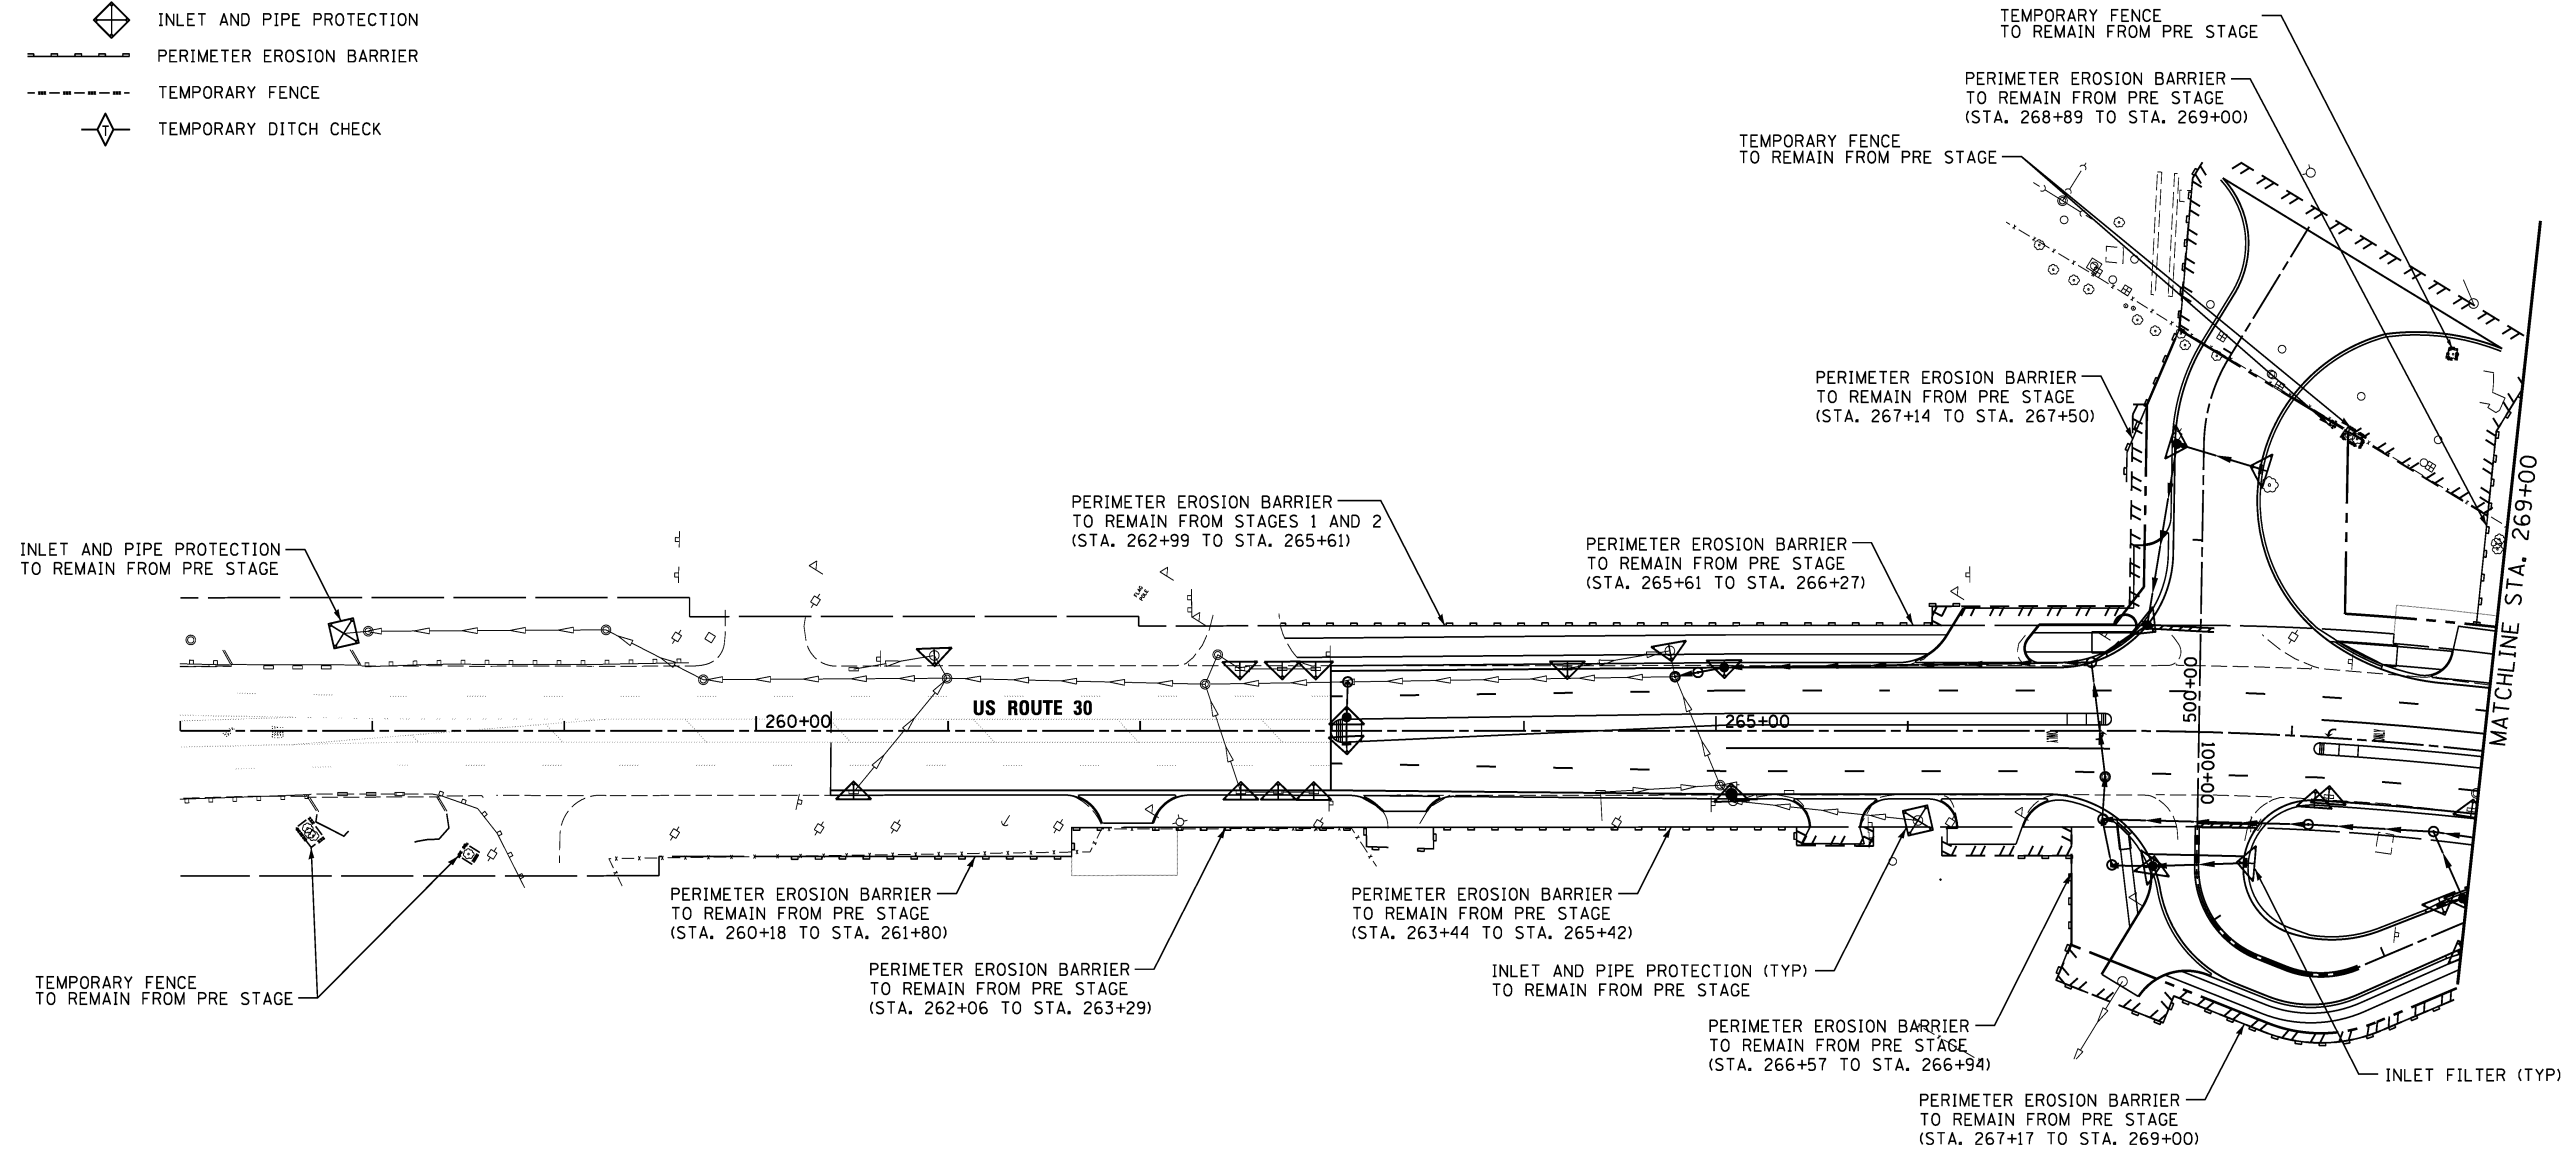 INLET AND PIPE PROTECTION
PERIMETER EROSION BARRIER
TEMPORARY FENCE
T
TEMPORARY DITCH CHECK
TEMPORARY FENCE
TO REMAIN FROM PRE STAGE
PERIMETER EROSION BARRIER
TO REMAIN FROM PRE STAGE
(STA. 268+89 TO STA. 269+00)
TEMPORARY FENCE
TO REMAIN FROM PRE STAGE
PERIMETER EROSION BARRIER
TO REMAIN FROM PRE STAGE
(STA. 267+14 TO STA. 267+50)
PERIMETER EROSION BARRIER
TO REMAIN FROM STAGES 1 AND 2
(STA. 262+99 TO STA. 265+61)
PERIMETER EROSION BARRIER
TO REMAIN FROM PRE STAGE
(STA. 265+61 TO STA. 266+27)
INLET AND PIPE PROTECTION
TO REMAIN FROM PRE STAGE
FLAG
POLE
MATCHLINE STA. 269+00
US ROUTE 30
260+00
265+00
500+00
100+00
PERIMETER EROSION BARRIER
TO REMAIN FROM PRE STAGE
(STA. 260+18 TO STA. 261+80)
PERIMETER EROSION BARRIER
TO REMAIN FROM PRE STAGE
(STA. 263+44 TO STA. 265+42)
TEMPORARY FENCE
TO REMAIN FROM PRE STAGE
PERIMETER EROSION BARRIER
TO REMAIN FROM PRE STAGE
(STA. 262+06 TO STA. 263+29)
INLET AND PIPE PROTECTION (TYP)
TO REMAIN FROM PRE STAGE
PERIMETER EROSION BARRIER
TO REMAIN FROM PRE STAGE
(STA. 266+57 TO STA. 266+94)
INLET FILTER (TYP)
PERIMETER EROSION BARRIER
TO REMAIN FROM PRE STAGE
(STA. 267+17 TO STA. 269+00)